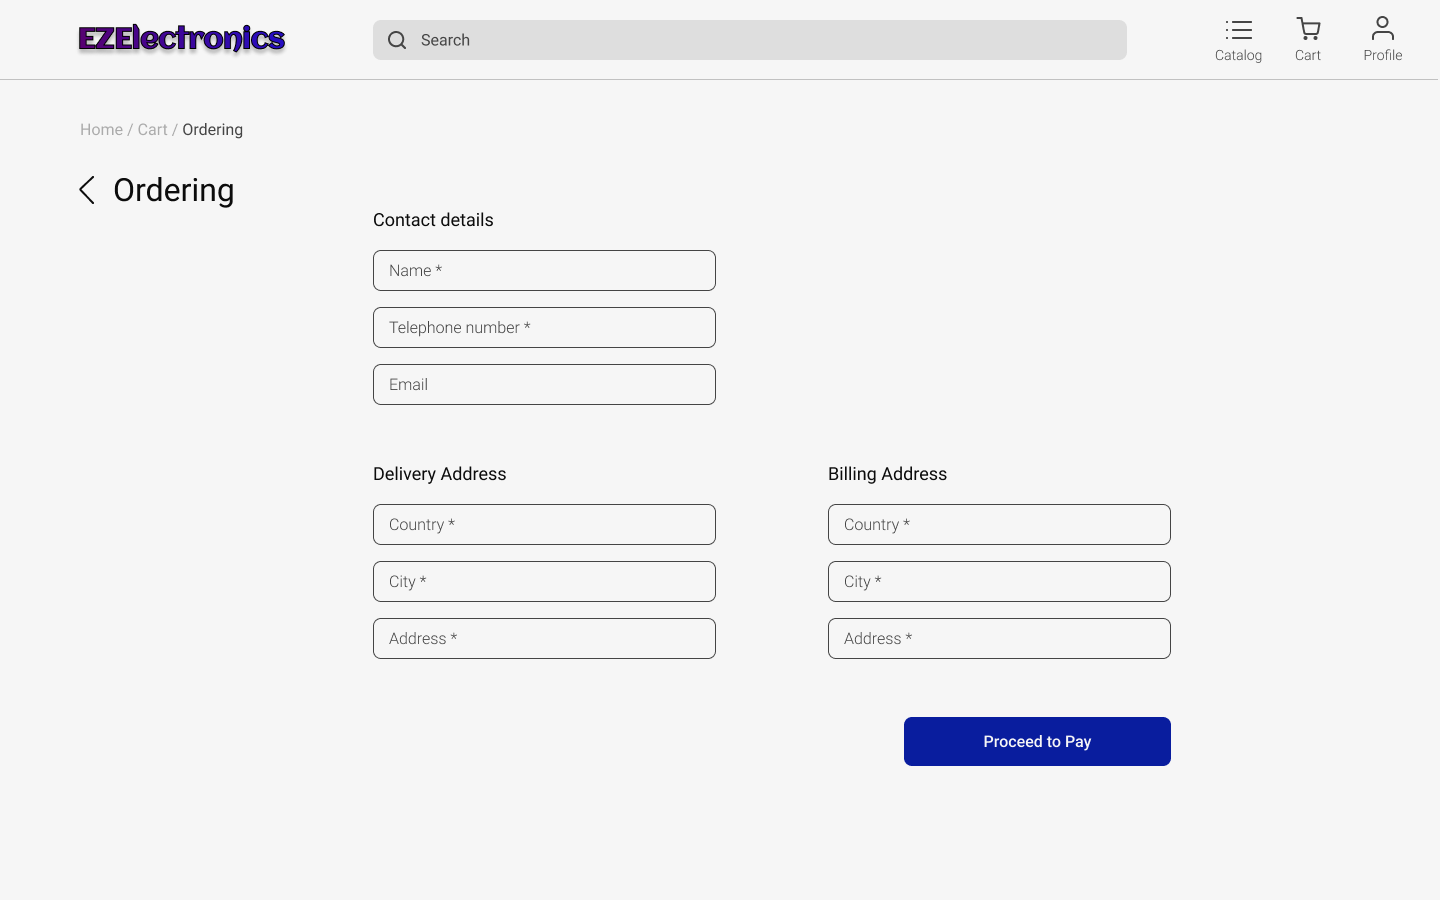 EZElectronics
Search
Catalog
Cart
Profile
Home / Cart / Ordering
Ordering
Contact details
Name *
Telephone number *
Email
Delivery Address
Country *
City *
Address *
Billing Address
Country *
City *
Address *
Proceed to Pay